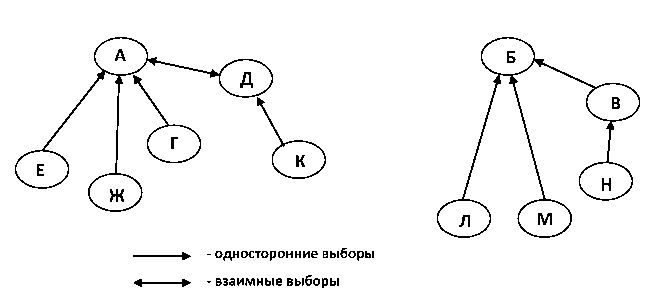 А
Д
Е
Ж
Г
К
Б
В
Л
М
Н
- односторонние выборы
- взаимные выборы